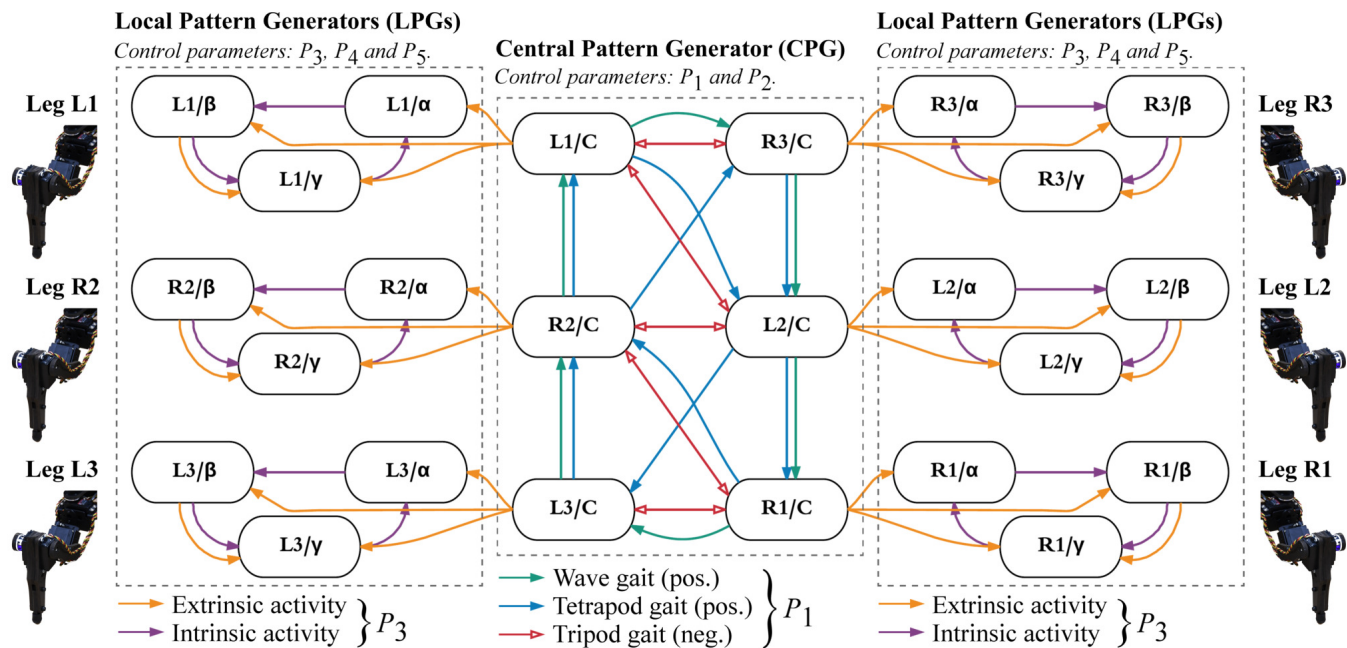 Local Pattern Generators (LPGs)
Control parameters: P3, P4 and P5.
Central Pattern Generator (CPG)
Control parameters: P1 and P2.
Local Pattern Generators (LPGs)
Control parameters: P3, P4 and P5.
Leg L1
L1/β
L1/α
L1/γ
L1/C
R3/C
R3/α
R3/β
R3/γ
Leg R3
Leg R2
R2/β
R2/α
R2/γ
R2/C
L2/C
L2/α
L2/β
L2/γ
Leg L2
Leg L3
L3/β
L3/α
L3/γ
L3/C
R1/C
R1/α
R1/β
R1/γ
Leg R1
Extrinsic activity
Intrinsic activity
} P3
Wave gait (pos.)
Tetrapod gait (pos.)
Tripod gait (neg.)
} P1
Extrinsic activity
Intrinsic activity
} P3